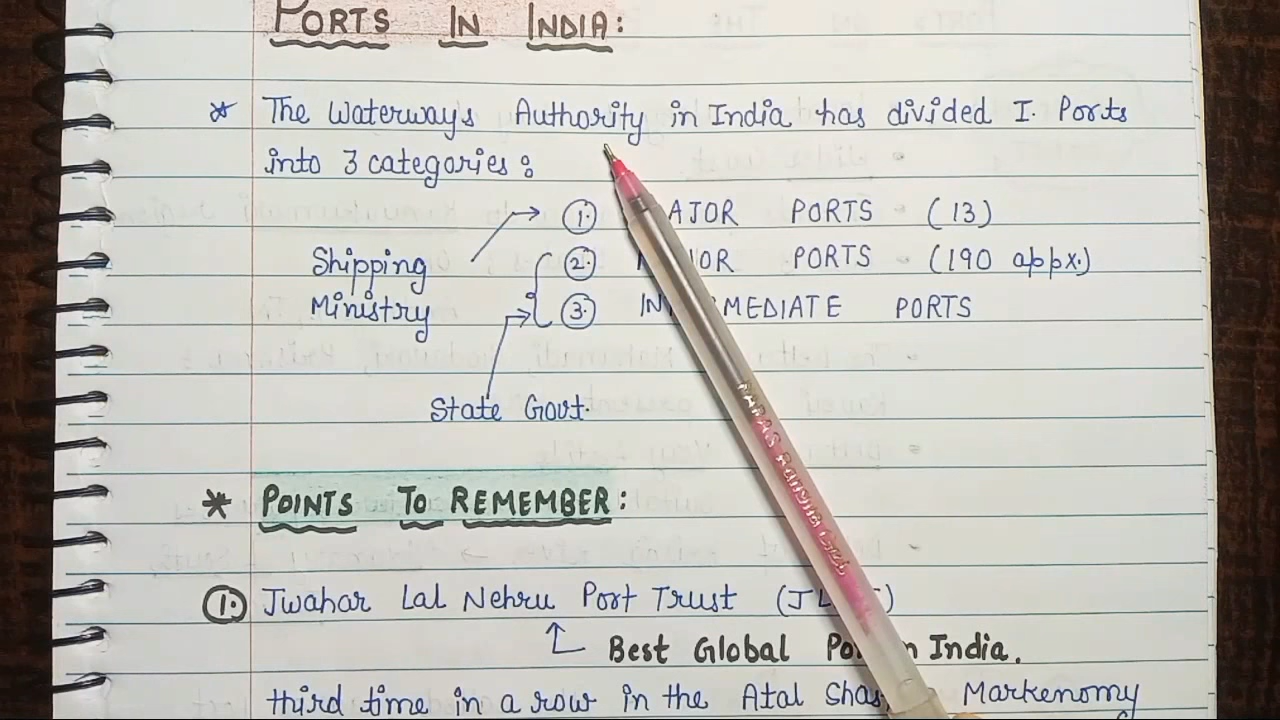 PORTS IN INDIA:
* The Waterways Authority in India has divided I. Ports
into 3 categories:
1. AJOR PORTS - (13)
Shipping 2. OR PORTS - (190 appx.)
Ministry 3. IN MEDIATE PORTS
State Govt.
* POINTS TO REMEMBER:
1. Jwahar Lal Nehru Port Trust (J
Best Global Po n India.
third time in a row in the Atal Markenomy